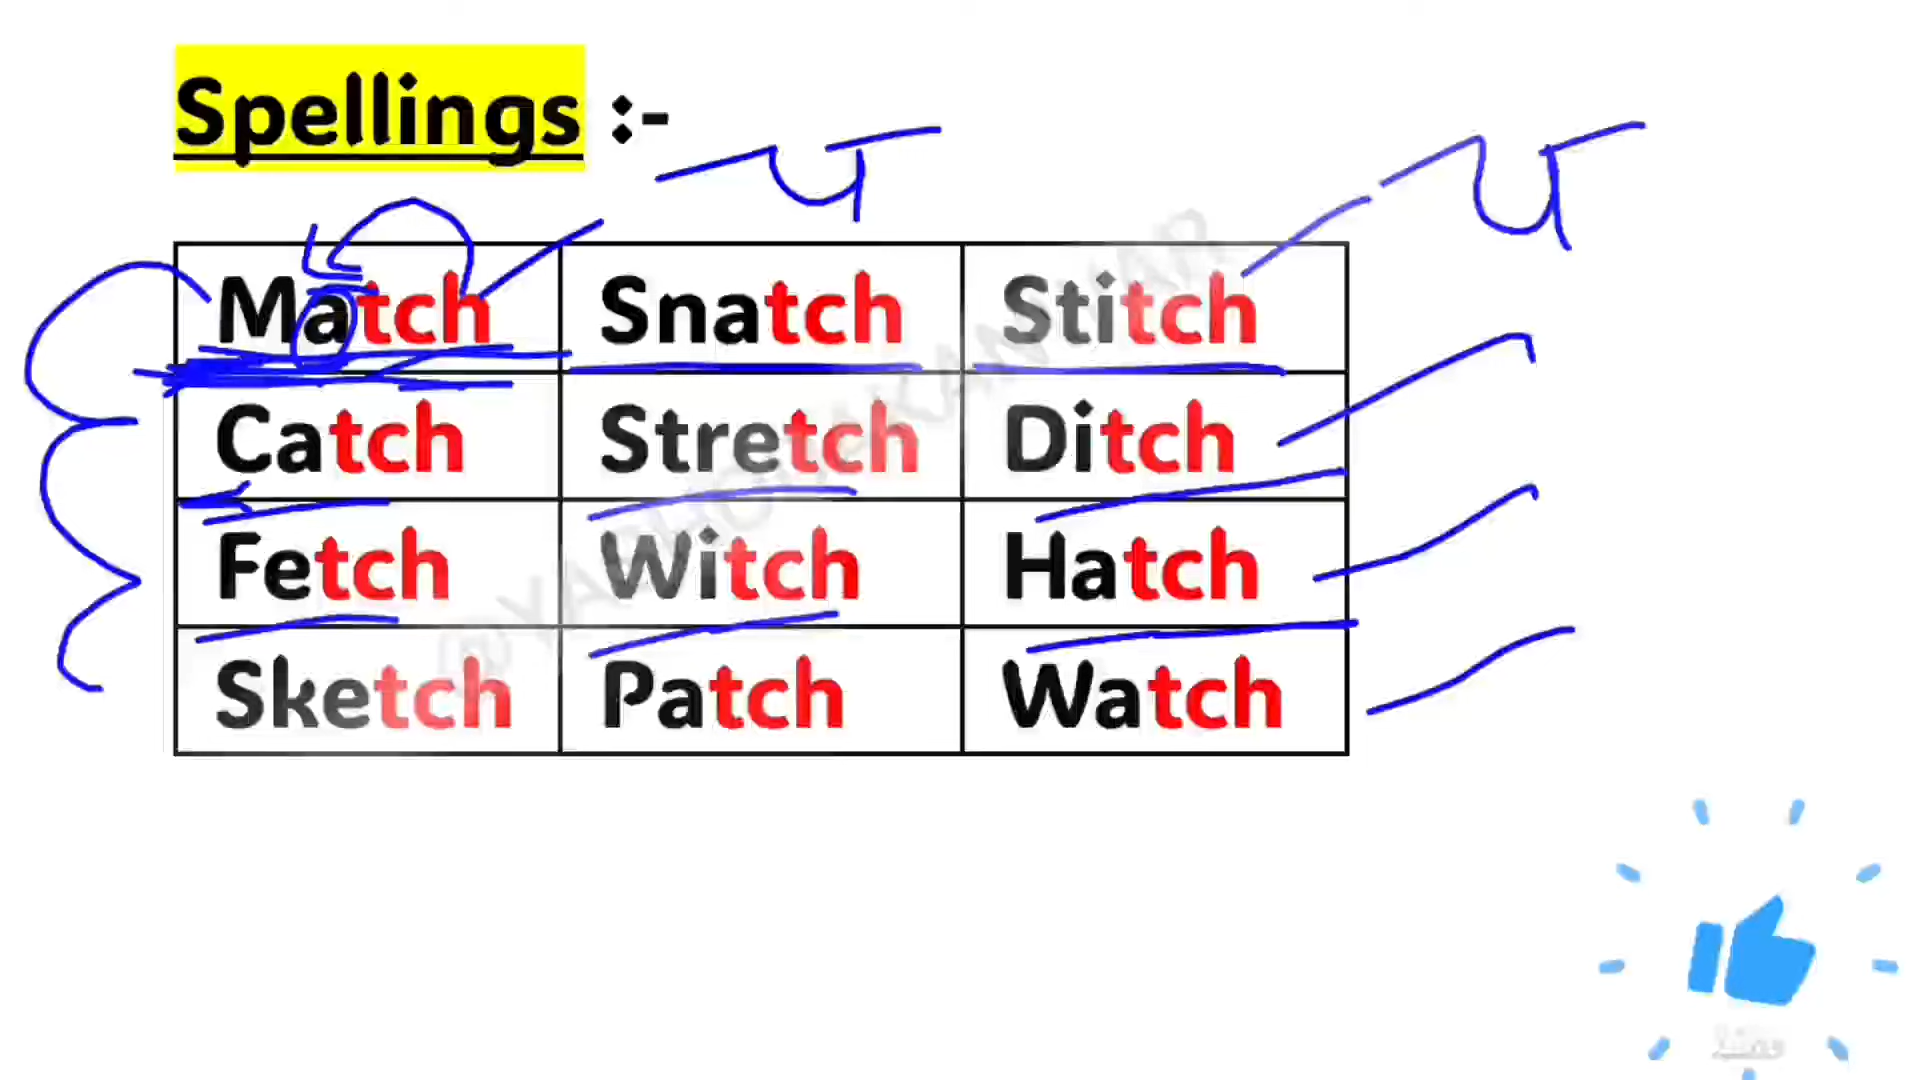 Spellings :-
Match Snatch Stitch
Catch Stretch Ditch
Fetch Witch Hatch
Sketch Patch Watch